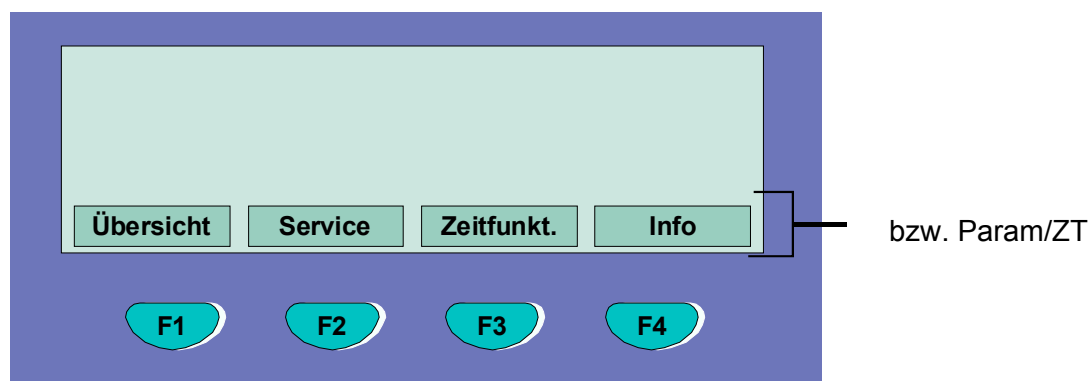 Übersicht Service Zeitfunkt. Info
bzw. Param/ZT
F1 F2 F3 F4